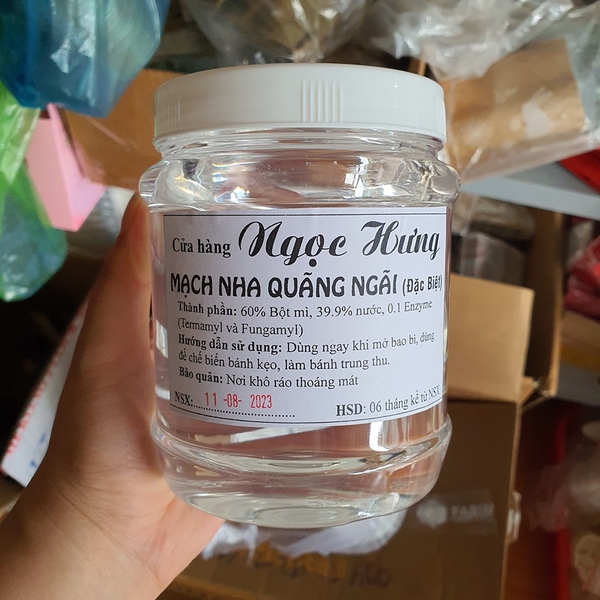 Cửa hàng Ngọc Hưng
MẠCH NHA QUÃNG NGÃI (Đặc Biệt)
Thành phần: 60% Bột mì, 39.9% nước, 0.1 Enzyme
(Termamyl và Fungamyl)
Hướng dẫn sử dụng: Dùng ngay khi mở bao bì, dùng
để chế biến bánh kẹo, làm bánh trung thu.
Bảo quản: Nơi khô ráo thoáng mát
NSX: 11 -08- 2023
HSD: 06 tháng kể từ NSX